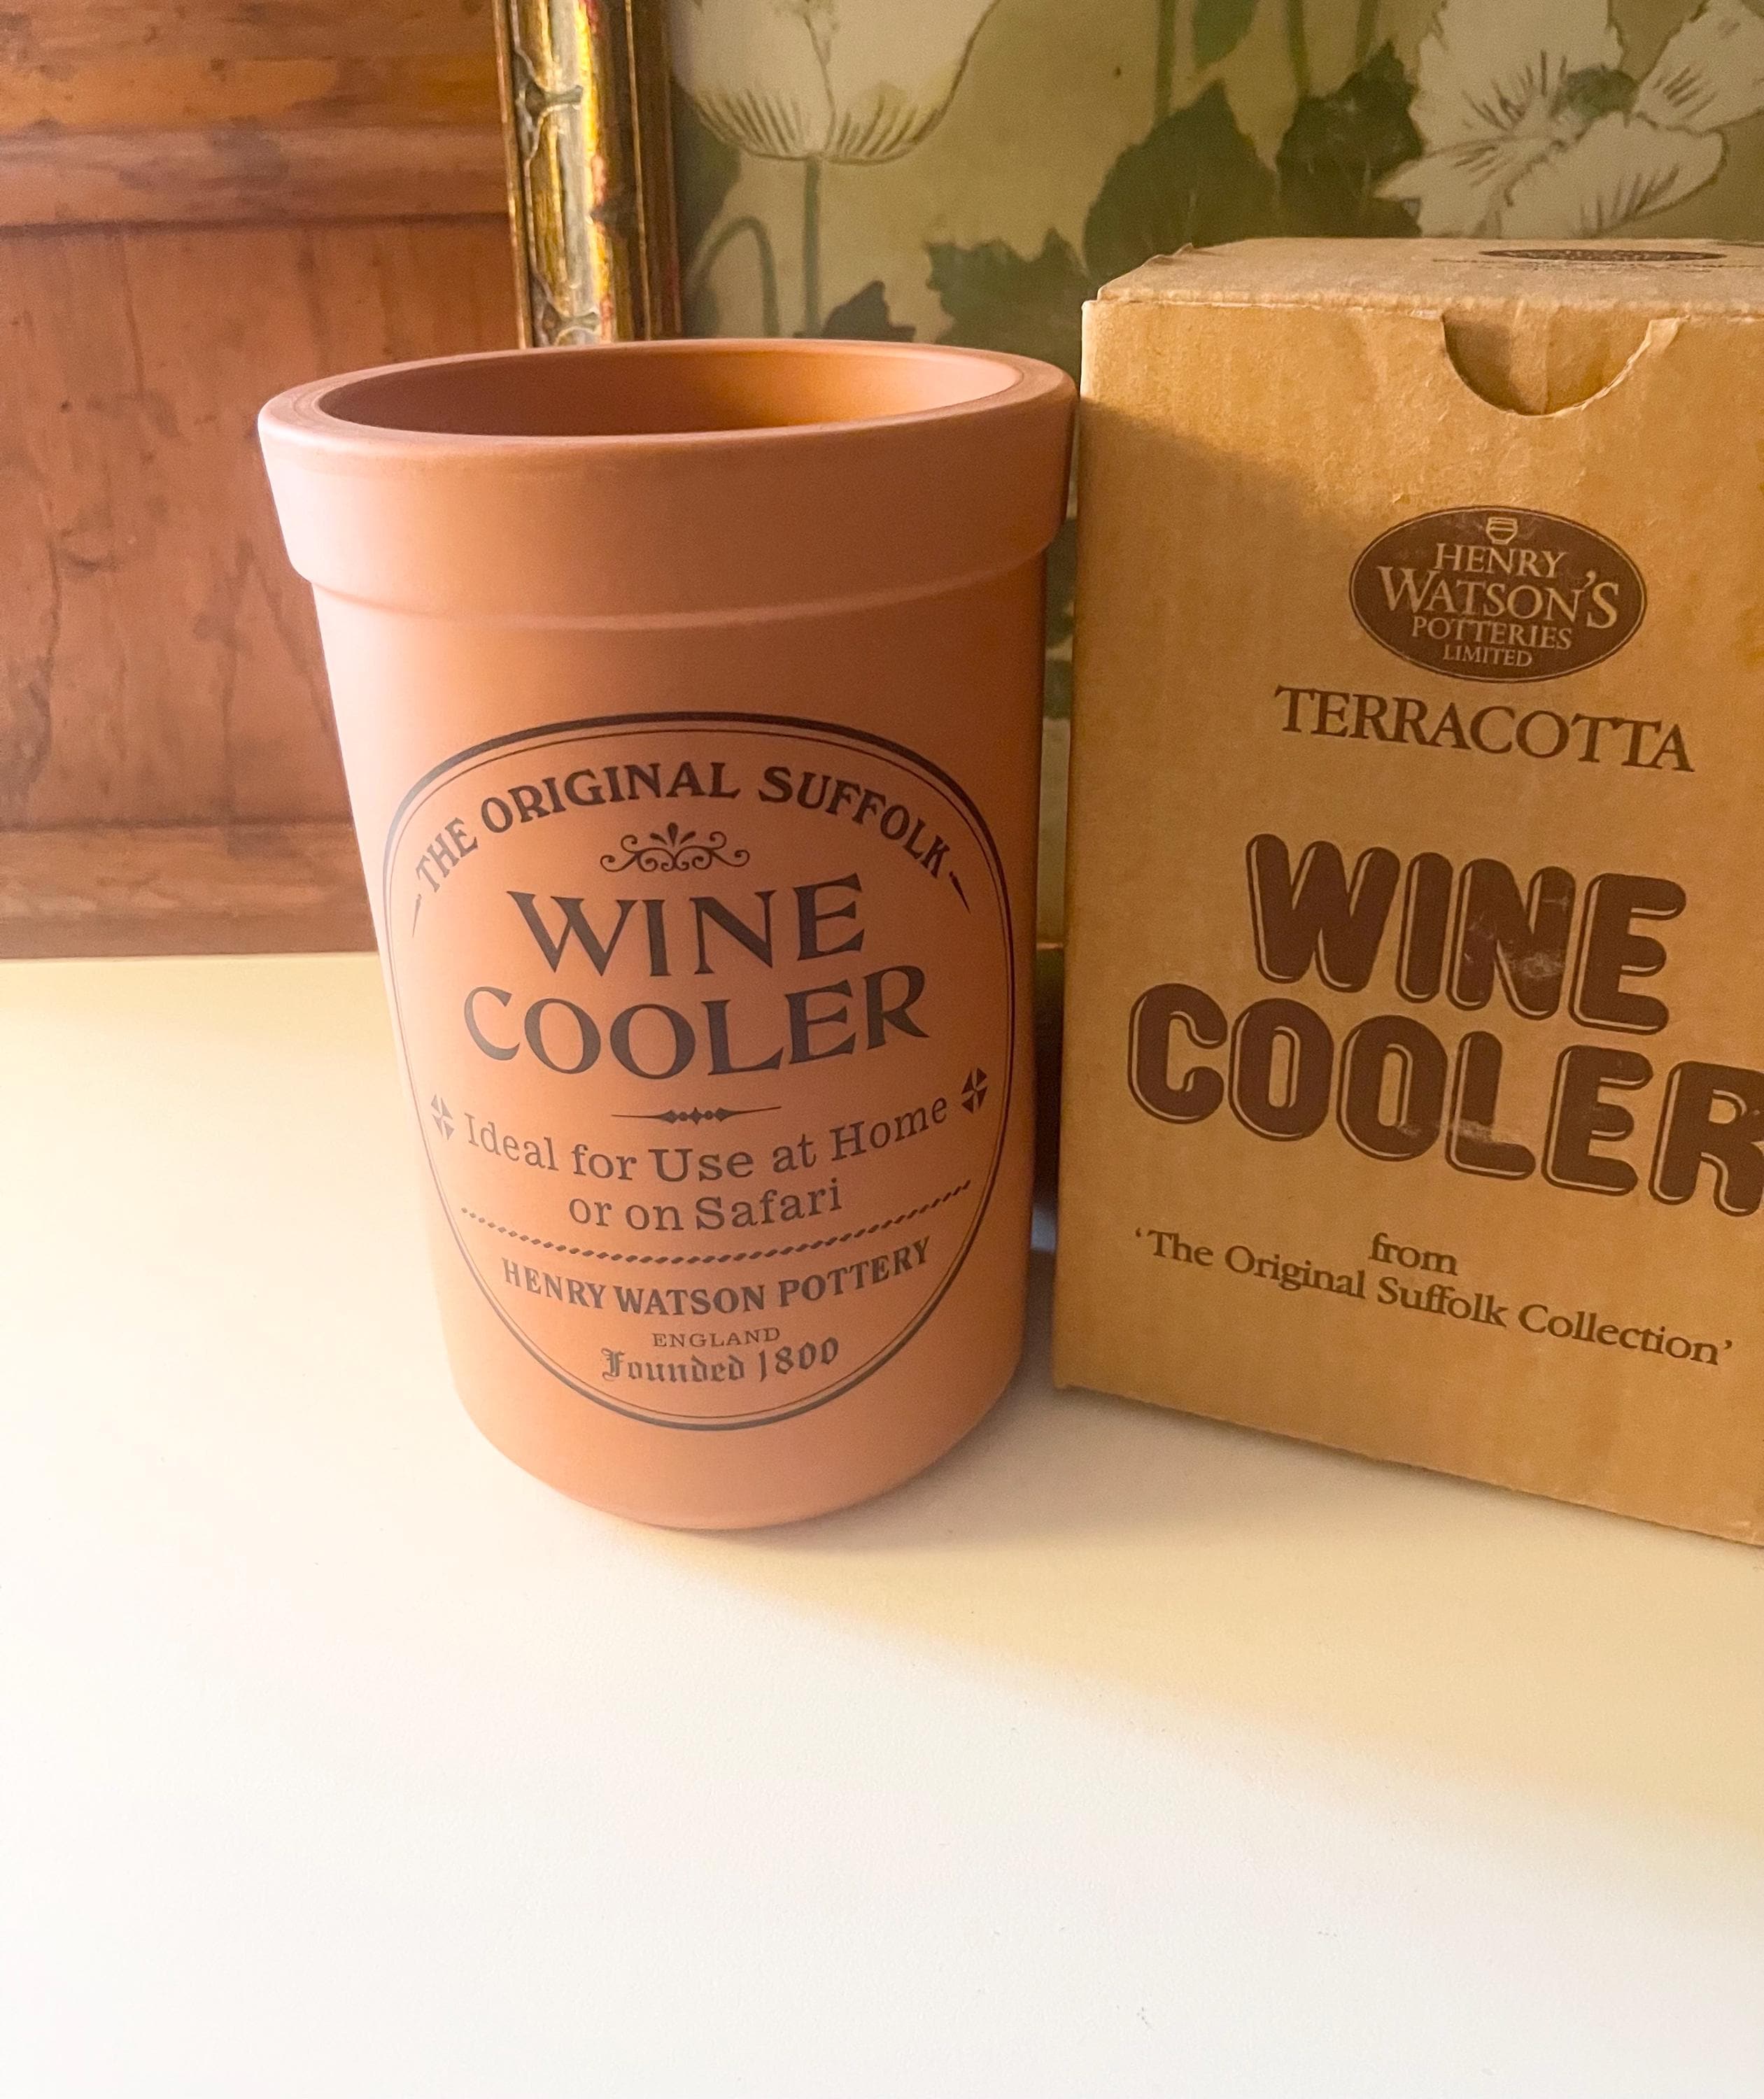 THE ORIGINAL SUFFOLK
WINE
COOLER
Ideal for Use at Home
or on Safari
HENRY WATSON POTTERY
ENGLAND
Founded 1800
HENRY
WATSON'S
POTTERIES
LIMITED
TERRACOTTA
WINE
COOLER
from
‘The Original Suffolk Collection’